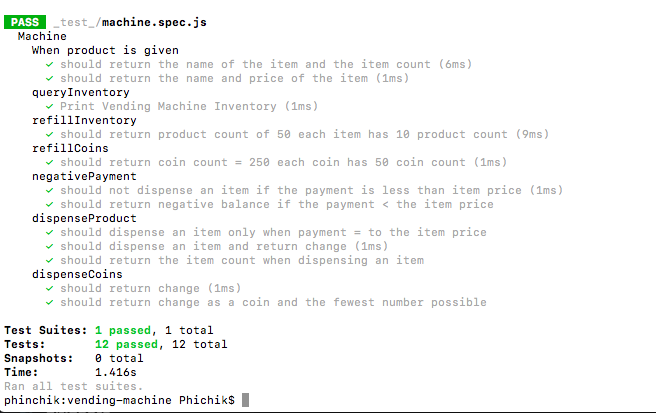 PASS _test_/machine.spec.js
Machine
When product is given
✓ should return the name of the item and the item count (6ms)
✓ should return the name and price of the item (1ms)
queryInventory
✓ Print Vending Machine Inventory (1ms)
refillInventory
✓ should return product count of 50 each item has 10 product count (9ms)
refillCoins
✓ should return coin count = 250 each coin has 50 coin count (1ms)
negativePayment
✓ should not dispense an item if the payment is less than item price (1ms)
✓ should return negative balance if the payment < the item price
dispenseProduct
✓ should dispense an item only when payment = to the item price
✓ should dispense an item and return change (1ms)
✓ should return the item count when dispensing an item
dispenseCoins
✓ should return change (1ms)
✓ should return change as a coin and the fewest number possible
Test Suites: 1 passed, 1 total
Tests: 12 passed, 12 total
Snapshots: 0 total
Time: 1.416s
Ran all test suites.
phinchik:vending-machine Phichik$